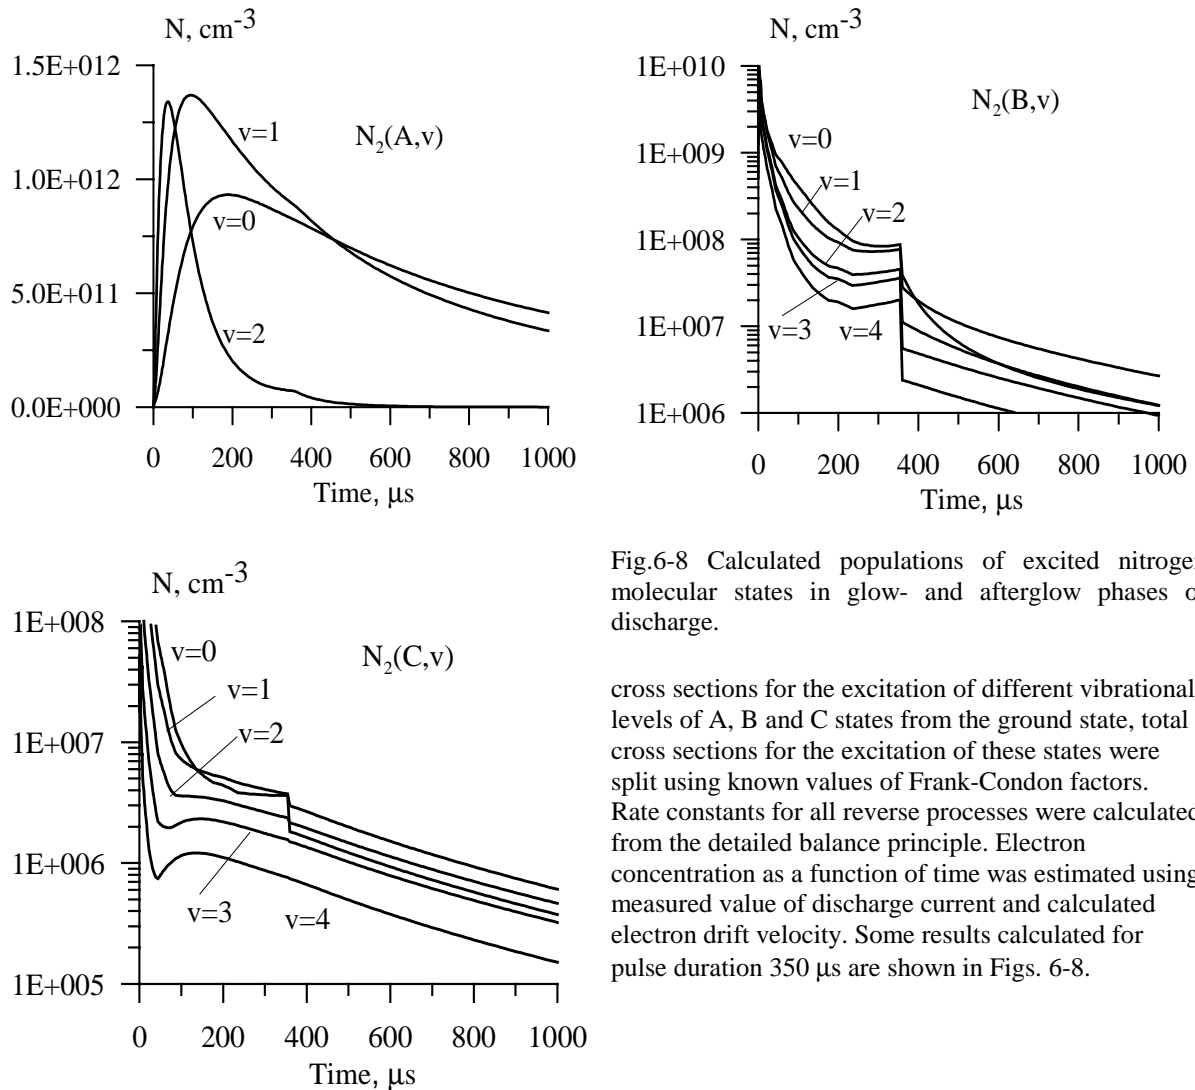 N, cm-3
1.5E+012
1.0E+012
5.0E+011
0.0E+000
N2(A,v)
v=1
v=0
v=2
0 200 400 600 800 1000
Time, μs
N, cm-3
1E+010
1E+009
1E+008
1E+007
1E+006
N2(B,v)
v=0
v=1
v=2
v=3
v=4
0 200 400 600 800 1000
Time, μs
N, cm-3
1E+008
1E+007
1E+006
1E+005
N2(C,v)
v=0
v=1
v=2
v=3
v=4
0 200 400 600 800 1000
Time, μs
Fig.6-8 Calculated populations of excited nitrogen
molecular states in glow- and afterglow phases o
discharge.
cross sections for the excitation of different vibrational
levels of A, B and C states from the ground state, total
cross sections for the excitation of these states were
split using known values of Frank-Condon factors.
Rate constants for all reverse processes were calculated
from the detailed balance principle. Electron
concentration as a function of time was estimated using
measured value of discharge current and calculated
electron drift velocity. Some results calculated for
pulse duration 350 μs are shown in Figs. 6-8.